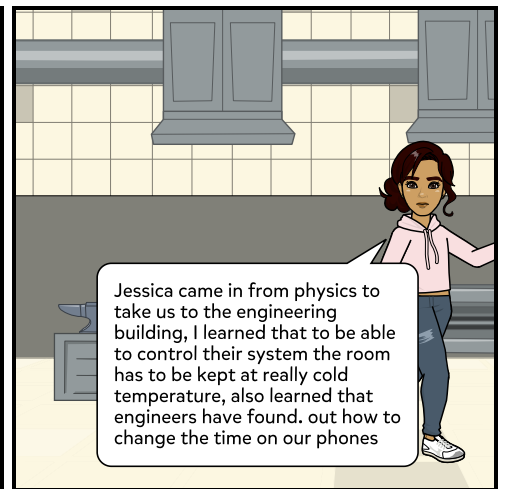 Jessica came in from physics to
take us to the engineering
building, I learned that to be able
to control their system the room
has to be kept at really cold
temperature, also learned that
engineers have found. out how to
change the time on our phones